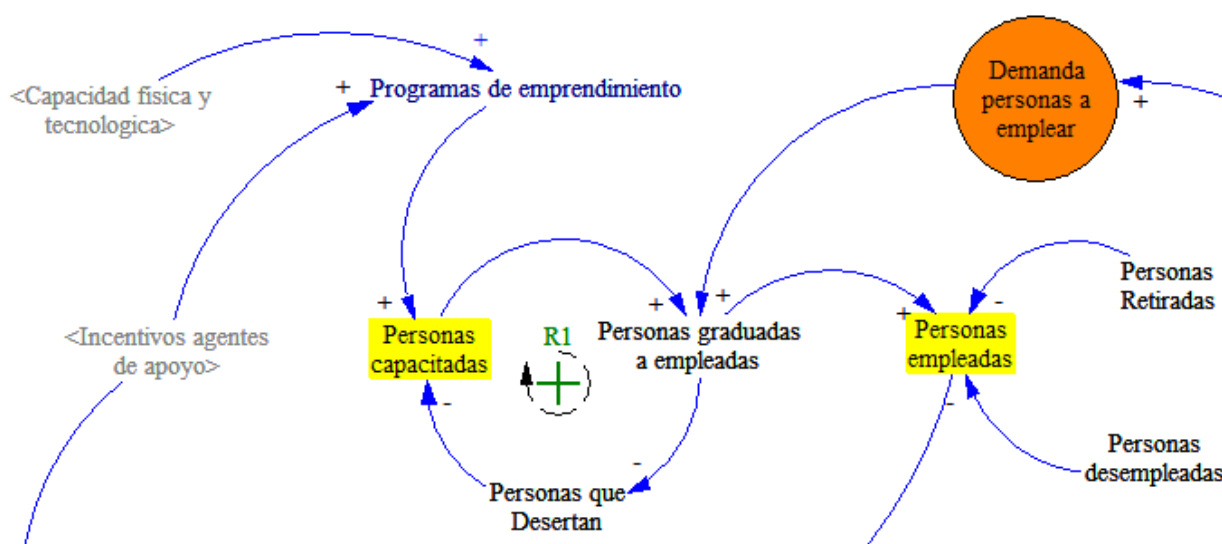 +
<Capacidad física y
tecnologica>
+
Programas de emprendimiento
Demanda
personas a
emplear
+
Personas
Retiradas
+
+
+
-
+
<Incentivos agentes
de apoyo>
Personas
capacitadas
R1
Personas graduadas
a empleadas
Personas
empleadas
-
-
-
Personas
desempleadas
Personas que
Desertan